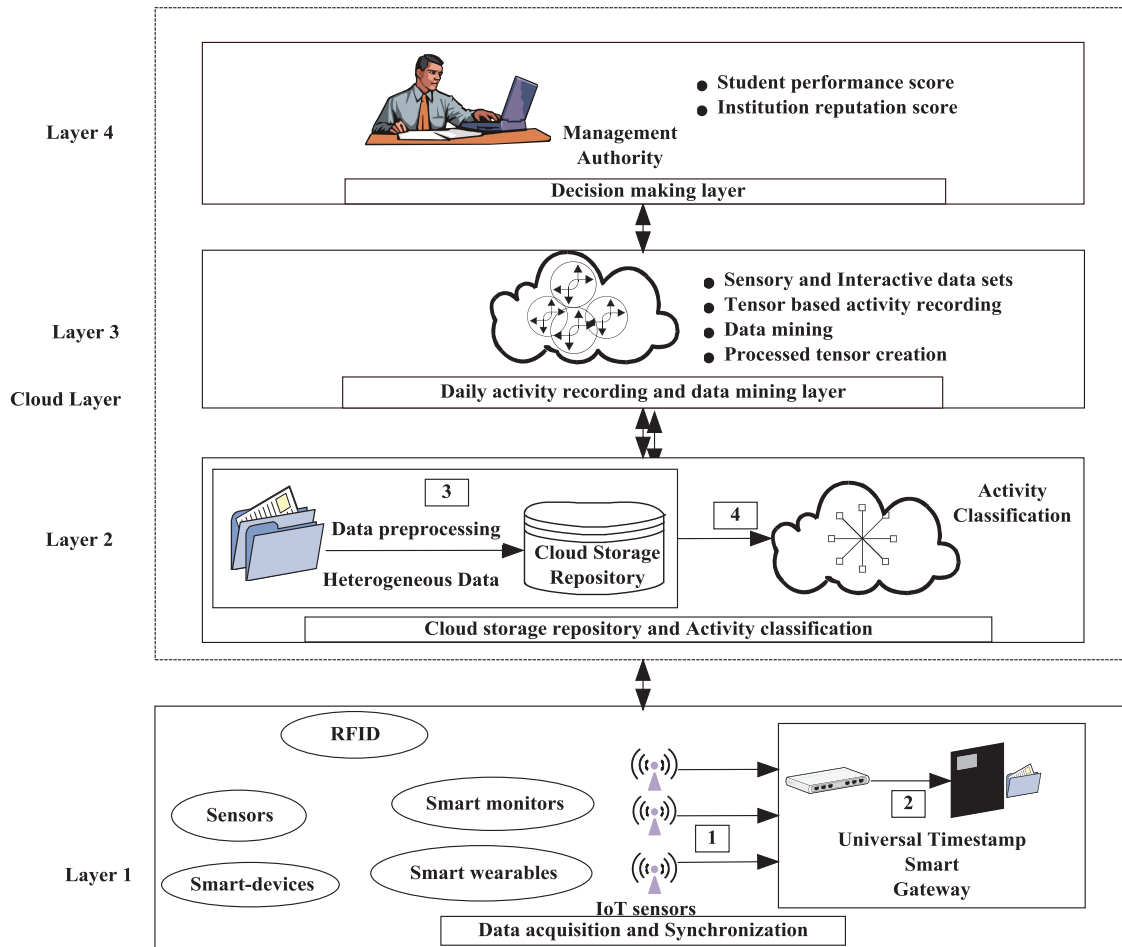 Layer 4
Management
Authority
● Student performance score
● Institution reputation score
Decision making layer
Layer 3
● Sensory and Interactive data sets
● Tensor based activity recording
● Data mining
● Processed tensor creation
Daily activity recording and data mining layer
Cloud Layer
Layer 2
3
Data preprocessing
Heterogeneous Data
Cloud Storage
Repository
4
Activity
Classification
Cloud storage repository and Activity classification
Layer 1
RFID
Sensors
Smart monitors
Smart-devices
Smart wearables
IoT sensors
1
2
Universal Timestamp
Smart
Gateway
Data acquisition and Synchronization